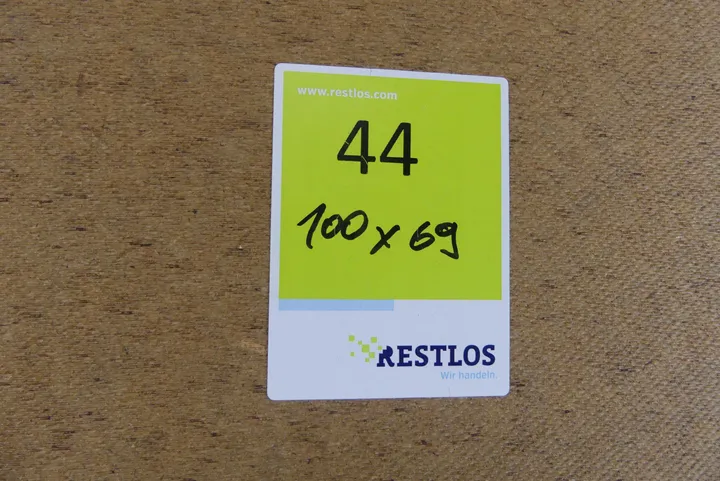 www.restlos.com
44
100 x 69
RESTLOS
Wir handeln.